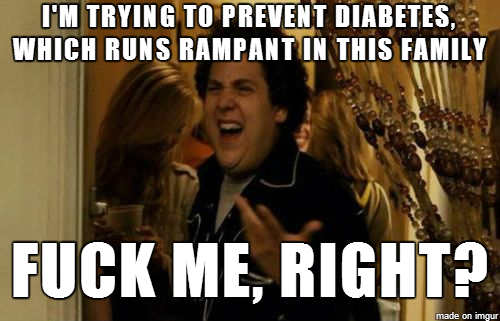 I'M TRYING TO PREVENT DIABETES,
WHICH RUNS RAMPANT IN THIS FAMILY
FUCK ME, RIGHT?
made on imgur